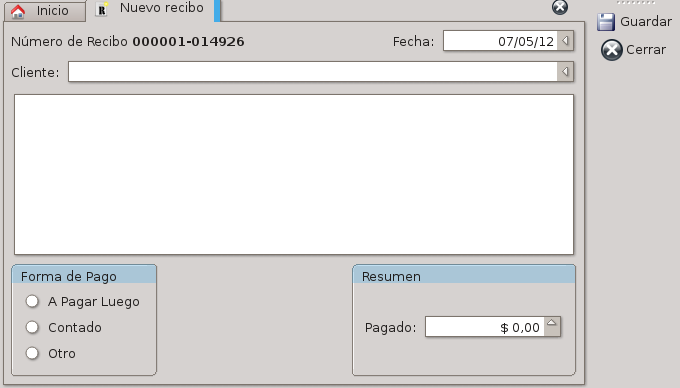 Inicio
R Nuevo recibo
Guardar
Número de Recibo 000001-014926 Fecha: 07/05/12
Cerrar
Cliente:
Forma de Pago
A Pagar Luego
Contado
Otro
Resumen
Pagado: $ 0,00